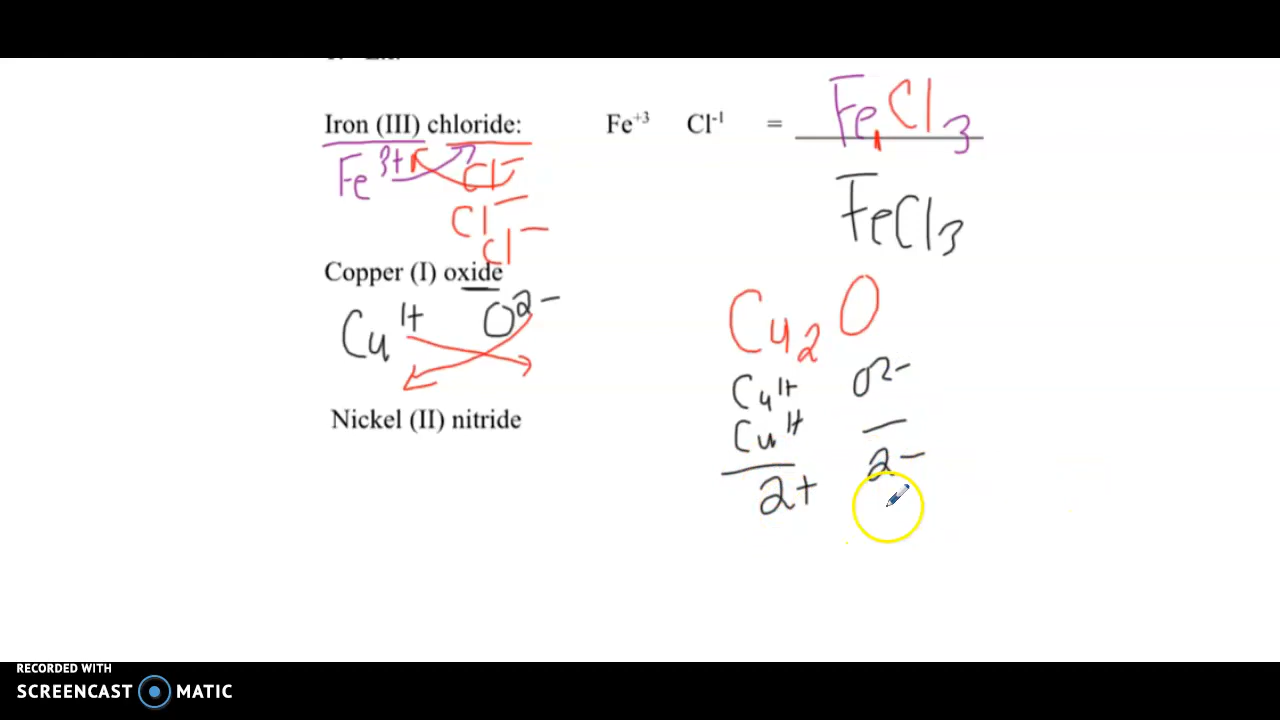 Iron (III) chloride: Fe+3 Cl-1 = Fe1Cl3
Fe3+ Cl-
Cl-
Cl-
FeCl3
Copper (I) oxide
Cu1+ O2- Cu2O
Cu1+ O2-
Cu1+
2+ 2-
Nickel (II) nitride
RECORDED WITH
SCREENCAST MATIC